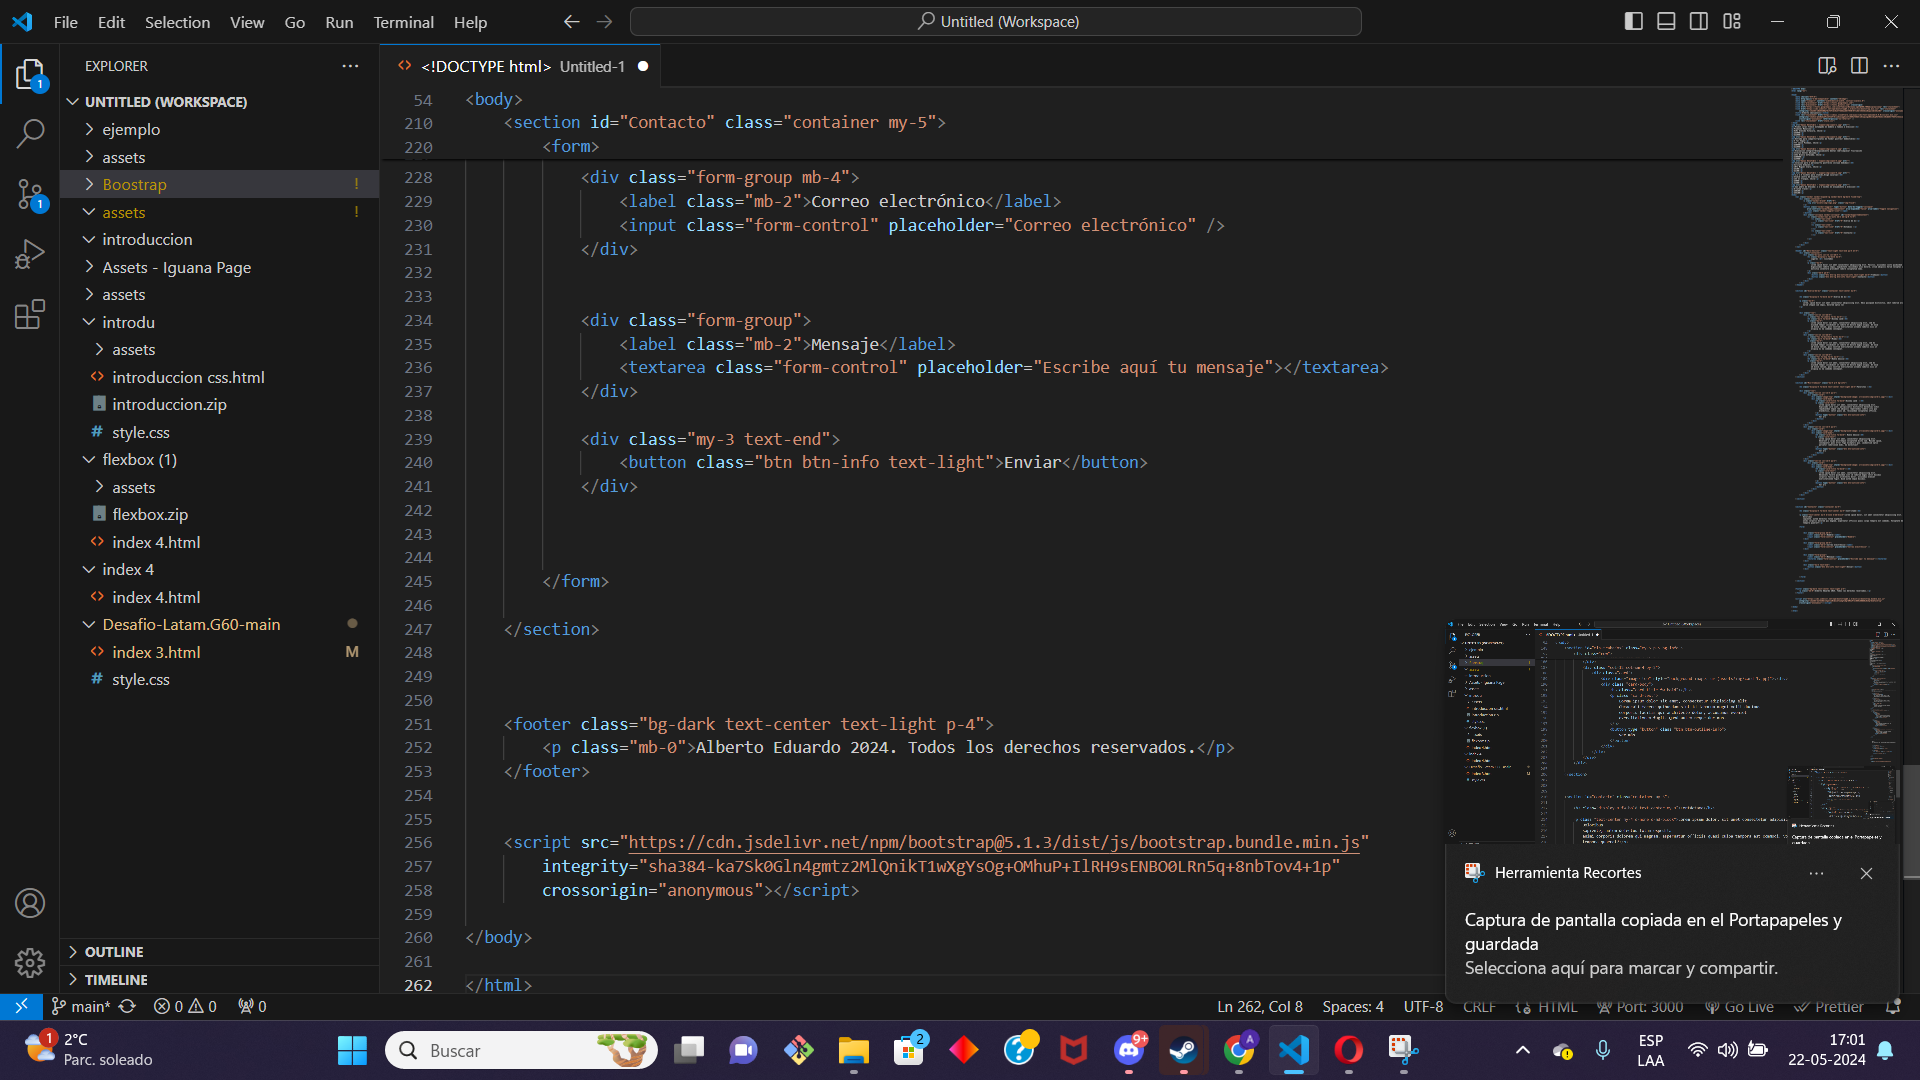 File Edit Selection View Go Run Terminal Help
Untitled (Workspace)
EXPLORER
<!DOCTYPE html> Untitled-1
UNTITLED (WORKSPACE)
ejemplo
assets
Boostrap !
assets !
introduccion
Assets - Iguana Page
assets
introdu
assets
introduccion css.html
introduccion.zip
style.css
flexbox (1)
assets
flexbox.zip
index 4.html
index 4
index 4.html
Desafio-Latam.G60-main
index 3.html M
style.css
OUTLINE
TIMELINE
54 <body>
210 <section id="Contacto" class="container my-5">
220 <form>
228 <div class="form-group mb-4">
229 <label class="mb-2">Correo electrónico</label>
230 <input class="form-control" placeholder="Correo electrónico" />
231 </div>
232
233
234 <div class="form-group">
235 <label class="mb-2">Mensaje</label>
236 <textarea class="form-control" placeholder="Escribe aquí tu mensaje"></textarea>
237 </div>
238
239 <div class="my-3 text-end">
240 <button class="btn btn-info text-light">Enviar</button>
241 </div>
242
243
244
245 </form>
246
247 </section>
248
249
250
251 <footer class="bg-dark text-center text-light p-4">
252 <p class="mb-0">Alberto Eduardo 2024. Todos los derechos reservados.</p>
253 </footer>
254
255
256 <script src="https://cdn.jsdelivr.net/npm/bootstrap@5.1.3/dist/js/bootstrap.bundle.min.js"
257 integrity="sha384-ka7Sk0Gln4gmtz2MlQnikT1wXgYsOg+OMhuP+IlRH9sENBO0LRn5q+8nbTov4+1p"
258 crossorigin="anonymous"></script>
259
260 </body>
261
262 </html>
Herramienta Recortes
Captura de pantalla copiada en el Portapapeles y
guardada
Selecciona aquí para marcar y compartir.
main* 0 0 0
Ln 262, Col 8 Spaces: 4 UTF-8 CRLF HTML Port: 3000 Go Live Prettier
1
2°C
Parc. soleado
Buscar
2
9+
A
ESP
LAA
17:01
22-05-2024